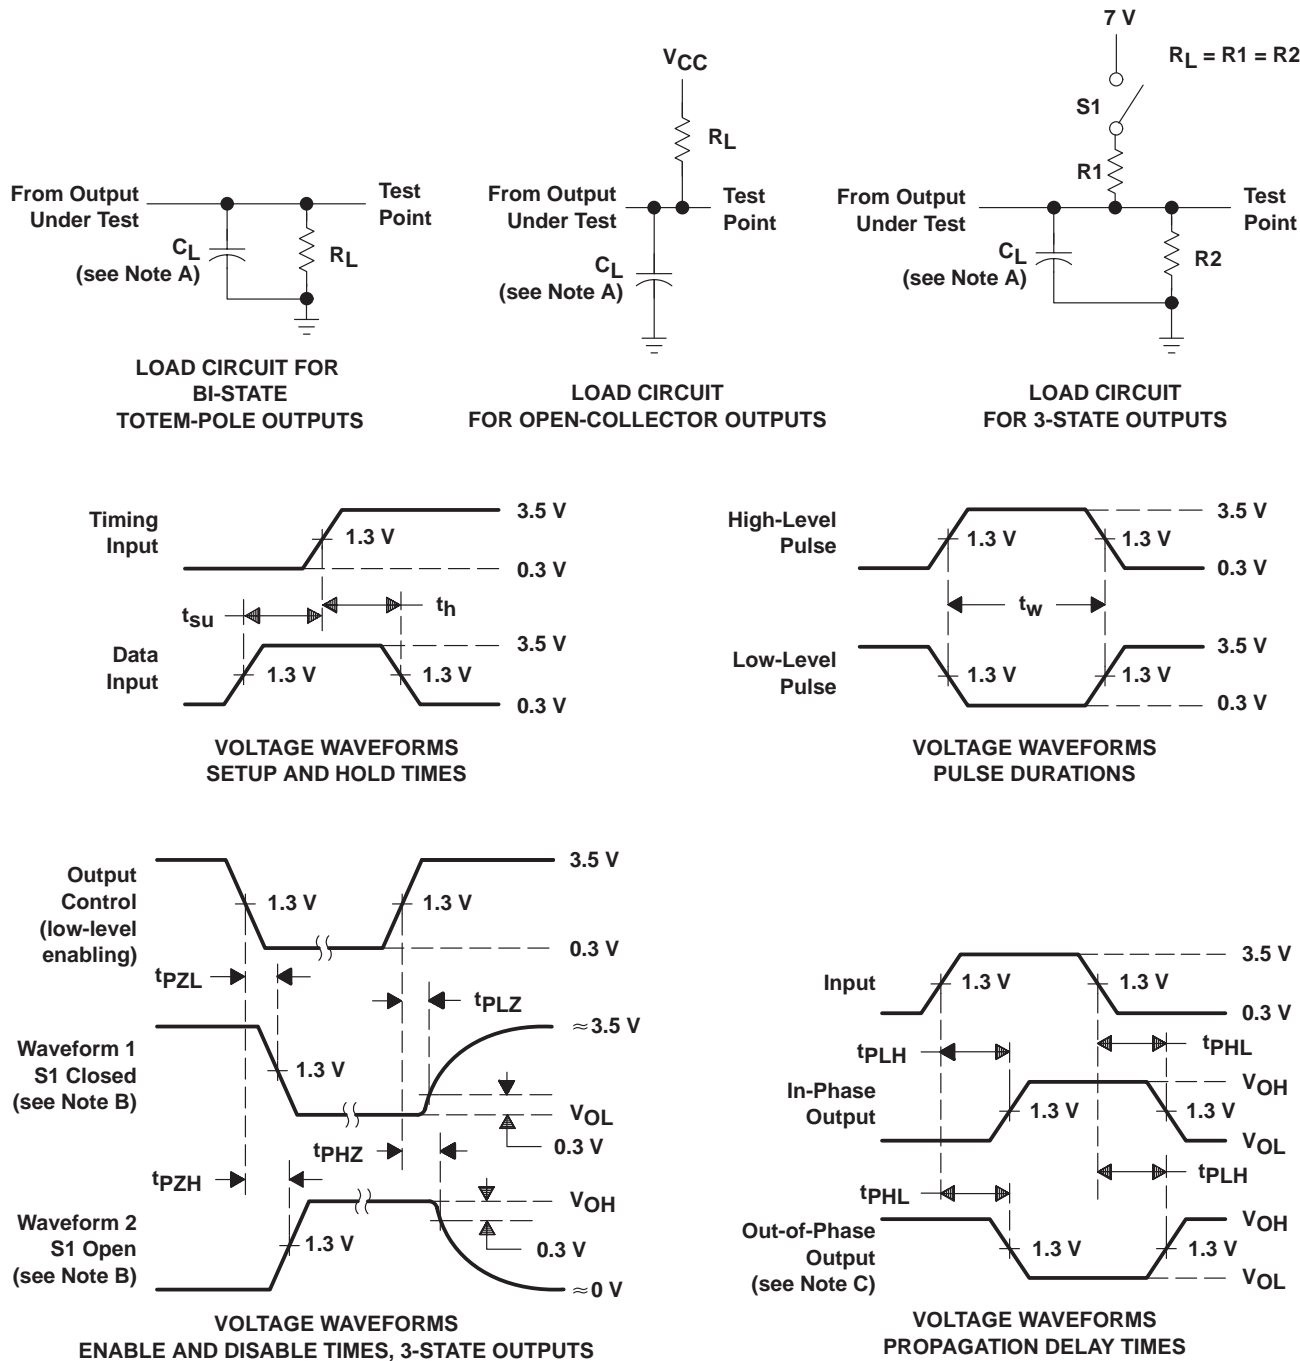 From Output
Under Test
Test
Point
CL
(see Note A)
RL
LOAD CIRCUIT FOR
BI-STATE
TOTEM-POLE OUTPUTS
VCC
RL
From Output
Under Test
Test
Point
CL
(see Note A)
LOAD CIRCUIT
FOR OPEN-COLLECTOR OUTPUTS
7 V
RL = R1 = R2
S1
R1
From Output
Under Test
Test
Point
CL
(see Note A)
R2
LOAD CIRCUIT
FOR 3-STATE OUTPUTS
Timing
Input
1.3 V
3.5 V
0.3 V
tsu
th
Data
Input
1.3 V
1.3 V
3.5 V
0.3 V
VOLTAGE WAVEFORMS
SETUP AND HOLD TIMES
High-Level
Pulse
1.3 V
1.3 V
3.5 V
0.3 V
tw
Low-Level
Pulse
1.3 V
1.3 V
3.5 V
0.3 V
VOLTAGE WAVEFORMS
PULSE DURATIONS
Output
Control
(low-level
enabling)
1.3 V
1.3 V
3.5 V
0.3 V
tPZL
tPLZ
Waveform 1
S1 Closed
(see Note B)
1.3 V
≈3.5 V
VOL
0.3 V
tPHZ
tPZH
Waveform 2
S1 Open
(see Note B)
1.3 V
VOH
0.3 V
≈0 V
VOLTAGE WAVEFORMS
ENABLE AND DISABLE TIMES, 3-STATE OUTPUTS
Input
1.3 V
1.3 V
3.5 V
0.3 V
tPLH
tPHL
In-Phase
Output
1.3 V
1.3 V
VOH
VOL
tPHL
tPLH
Out-of-Phase
Output
(see Note C)
1.3 V
1.3 V
VOH
VOL
VOLTAGE WAVEFORMS
PROPAGATION DELAY TIMES